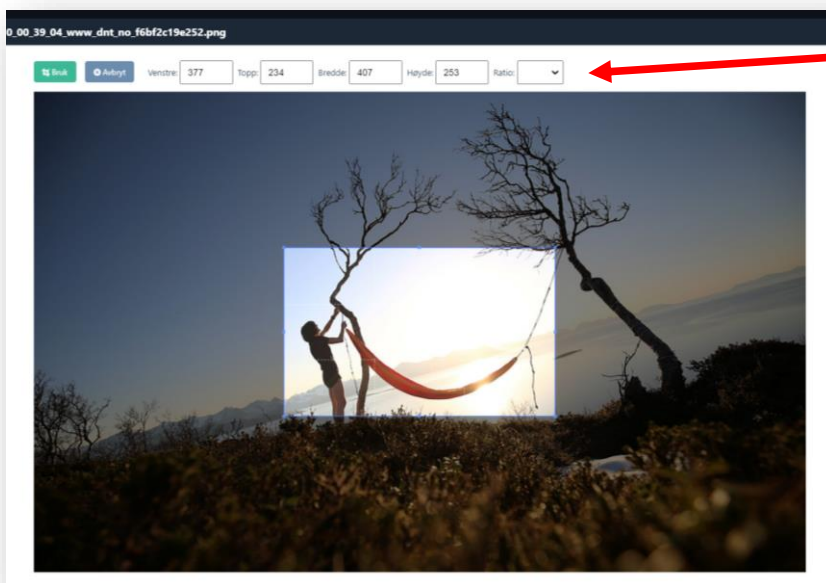 0_00_39_04_www_dnt_no_f6bf2c19e252.png
Bruk Avbryt Venstre: 377 Topp: 234 Bredde: 407 Høyde: 253 Ratio: